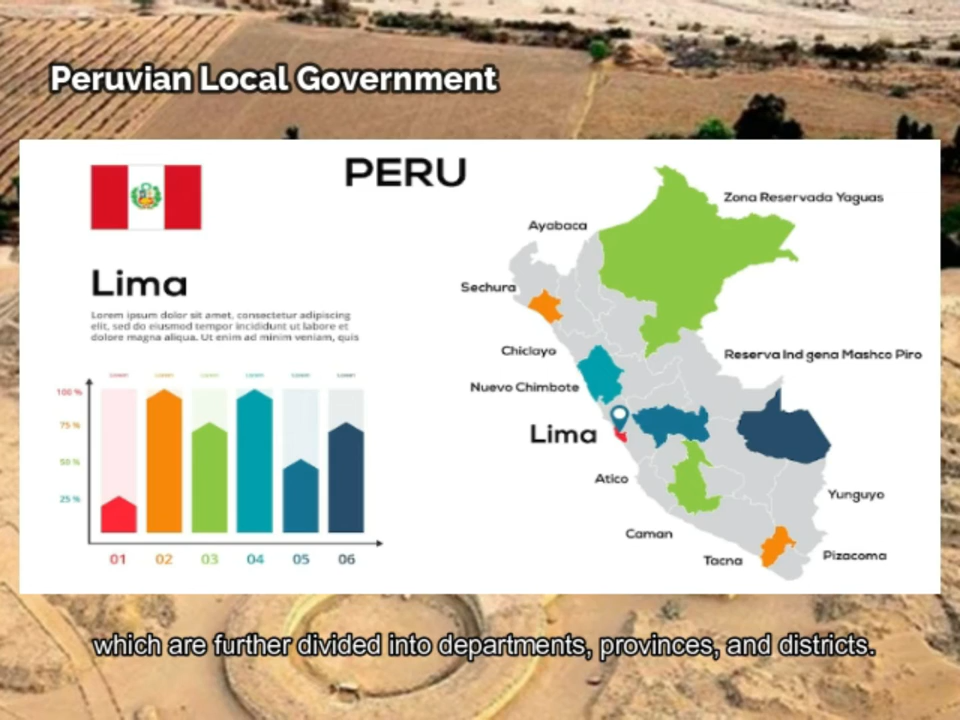 Peruvian Local Government
PERU
Lima
Lorem ipsum dolor sit amet, consectetur adipiscing
elit, sed do eiusmod tempor incididunt ut labore et
dolore magna aliqua. Ut enim ad minim veniam, quis
100 %
75 %
50 %
25 %
01 02 03 04 05 06
Zona Reservada Yaguas
Ayabaca
Sechura
Chiclayo
Reserva Ind gena Mashco Piro
Nuevo Chimbote
Lima
Atico
Yunguyo
Caman
Tacna
Pizacoma
which are further divided into departments, provinces, and districts.